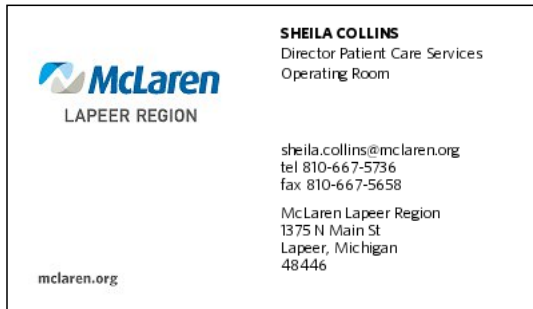 McLaren
LAPEER REGION
mclaren.org
SHEILA COLLINS
Director Patient Care Services
Operating Room
sheila.collins@mclaren.org
tel 810-667-5736
fax 810-667-5658
McLaren Lapeer Region
1375 N Main St
Lapeer, Michigan
48446